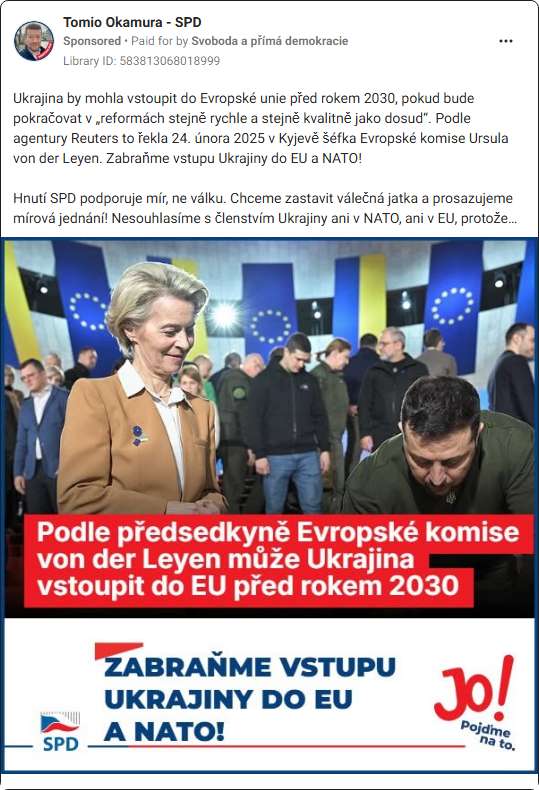 Tomio Okamura - SPD
Sponsored • Paid for by Svoboda a přímá demokracie
Library ID: 583813068018999
Ukrajina by mohla vstoupit do Evropské unie před rokem 2030, pokud bude
pokračovat v „reformách stejně rychle a stejně kvalitně jako dosud“. Podle
agentury Reuters to řekla 24. února 2025 v Kyjevě šéfka Evropské komise Ursula
von der Leyen. Zabraňme vstupu Ukrajiny do EU a NATO!
Hnutí SPD podporuje mír, ne válku. Chceme zastavit válečná jatka a prosazujeme
mírová jednání! Nesouhlasíme s členstvím Ukrajiny ani v NATO, ani v EU, protože…
Podle předsedkyně Evropské komise
von der Leyen může Ukrajina
vstoupit do EU před rokem 2030
ZABRAŇME VSTUPU
UKRAJINY DO EU
A NATO!
SPD
Jo!
Pojďme
na to.